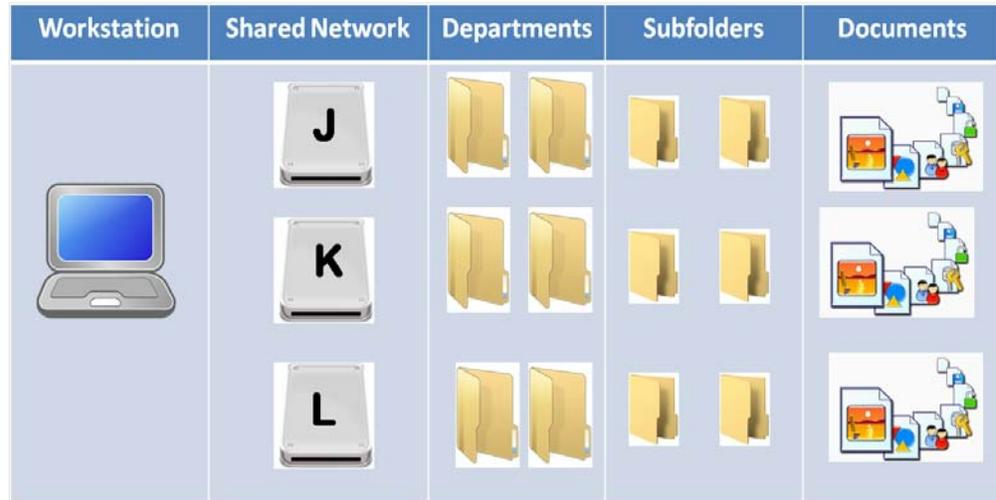 Workstation
Shared Network
Departments
Subfolders
Documents
J
K
L